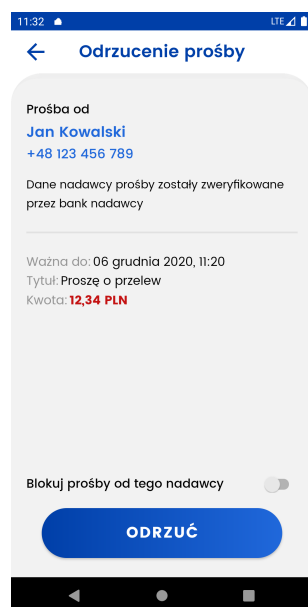 11:32 LTE
Odrzucenie prośby
Prośba od
Jan Kowalski
+48 123 456 789
Dane nadawcy prośby zostały zweryfikowane
przez bank nadawcy
Ważna do: 06 grudnia 2020, 11:20
Tytuł: Proszę o przelew
Kwota: 12,34 PLN
Blokuj prośby od tego nadawcy
ODRZUĆ